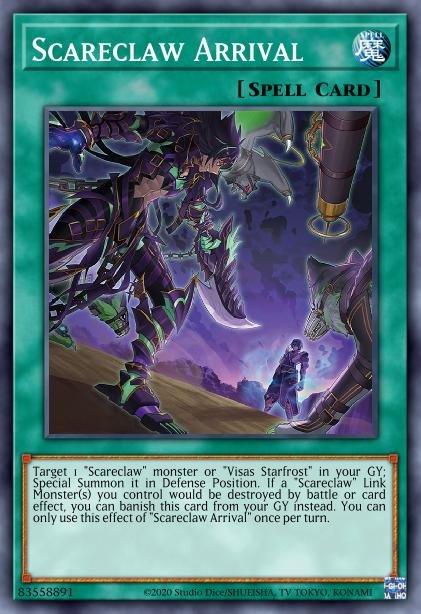 SCARECLAW ARRIVAL
SPELL
魔
[SPELL CARD]
Target 1 "Scareclaw" monster or "Visas Starfrost" in your GY;
Special Summon it in Defense Position. If a "Scareclaw" Link
Monster(s) you control would be destroyed by battle or card
effect, you can banish this card from your GY instead. You can
only use this effect of "Scareclaw Arrival" once per turn.
83558891
©2020 Studio Dice/SHUEISHA, TV TOKYO, KONAMI